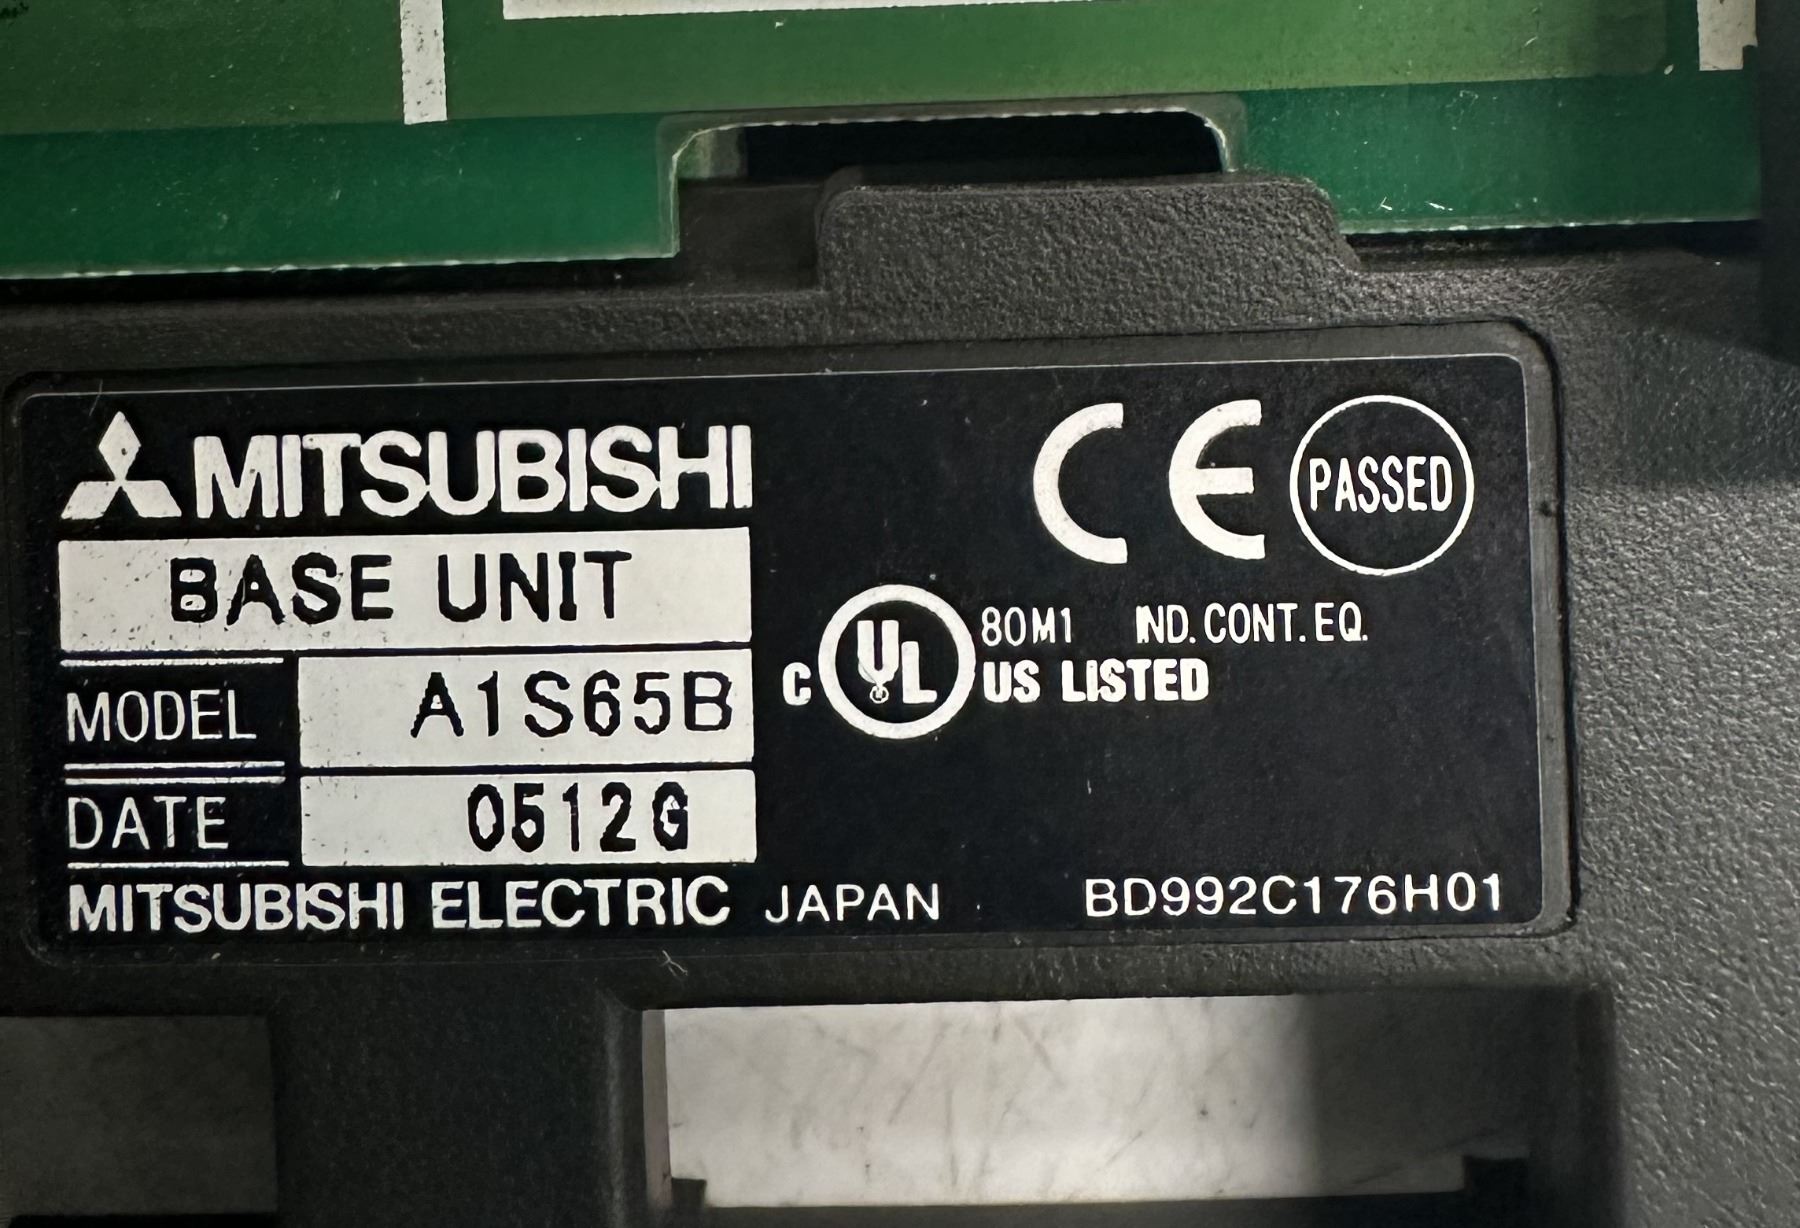 MITSUBISHI
BASE UNIT
MODEL A1S65B
DATE 0512G
MITSUBISHI ELECTRIC JAPAN
CE PASSED
C UL US LISTED
80M1 IND. CONT. EQ.
BD992C176H01